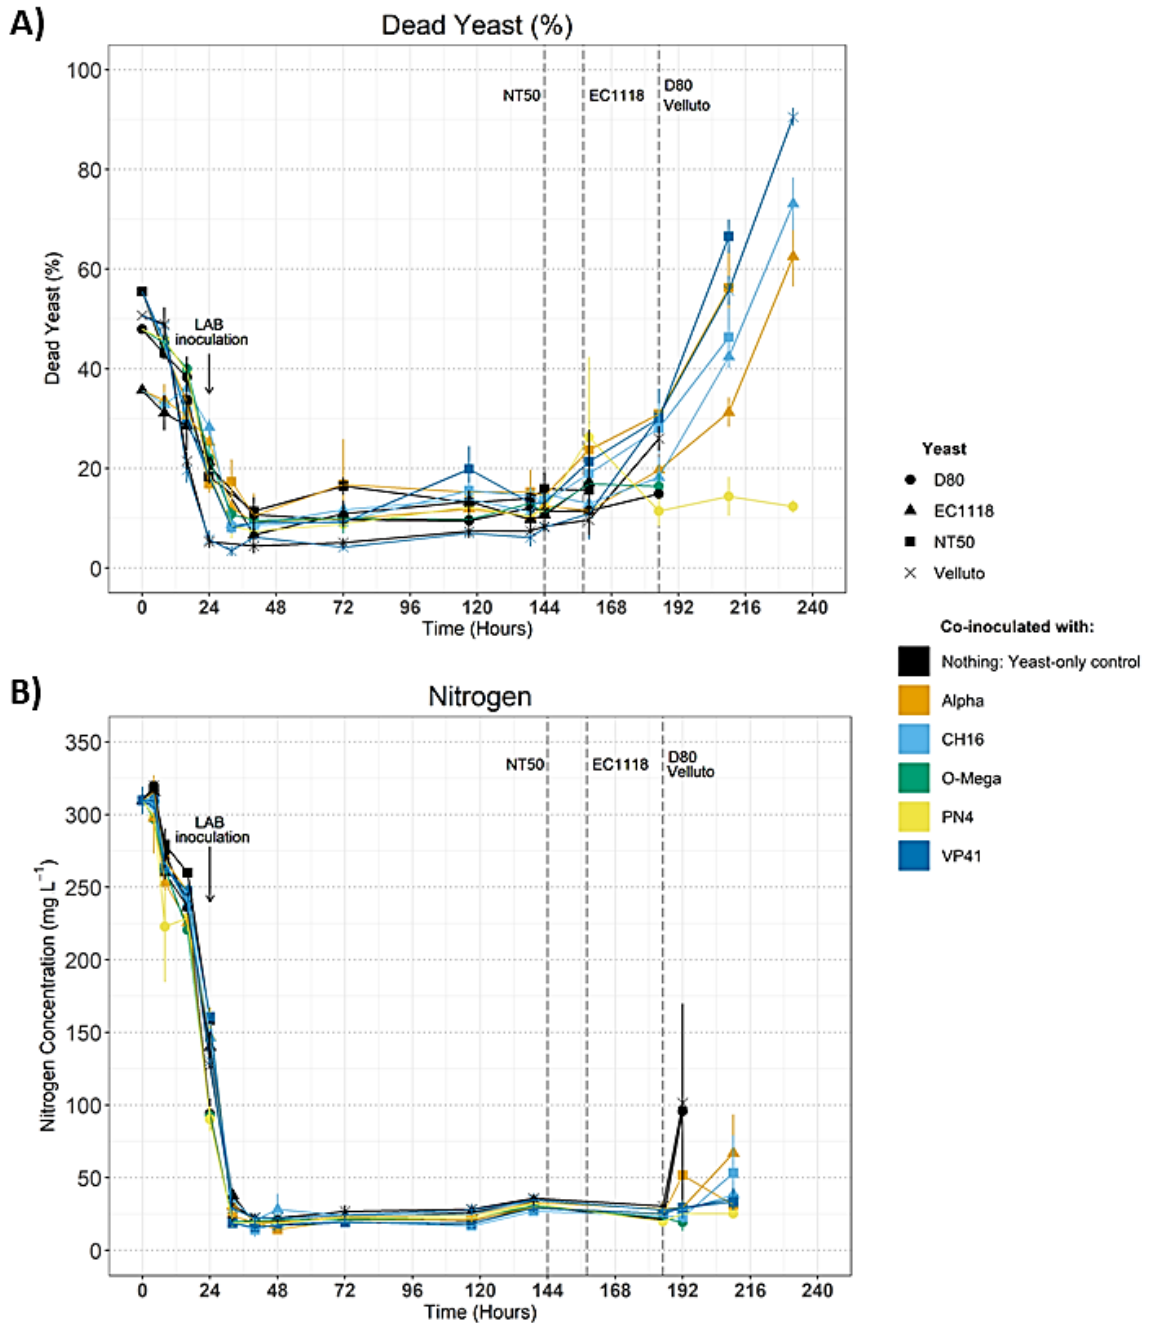 A)
Dead Yeast (%)
100
80
60
40
20
0
Dead Yeast (%)
NT50
EC1118
D80
Velluto
LAB
inoculation
0 24 48 72 96 120 144 168 192 216 240
Time (Hours)
Yeast
D80
EC1118
NT50
Velluto
Co-inoculated with:
Nothing: Yeast-only control
Alpha
CH16
O-Mega
PN4
VP41
B)
Nitrogen
350
300
250
200
150
100
50
0
Nitrogen Concentration (mg L⁻¹)
NT50
EC1118
D80
Velluto
LAB
inoculation
0 24 48 72 96 120 144 168 192 216 240
Time (Hours)